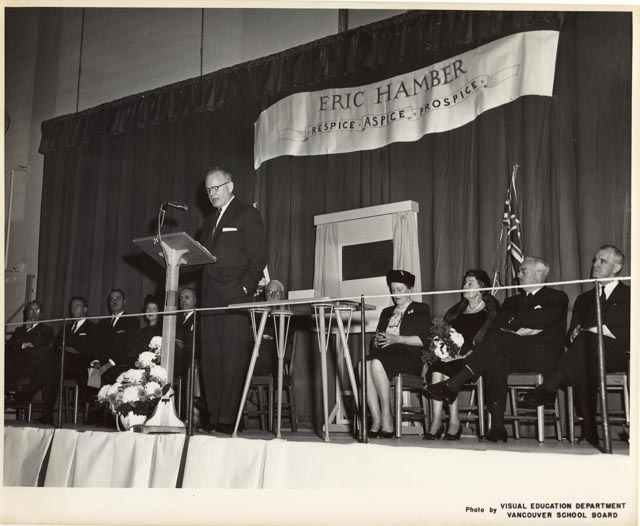 ERIC HAMBER
RESPICE · ASPICE · PROSPICE
Photo by VISUAL EDUCATION DEPARTMENT
VANCOUVER SCHOOL BOARD